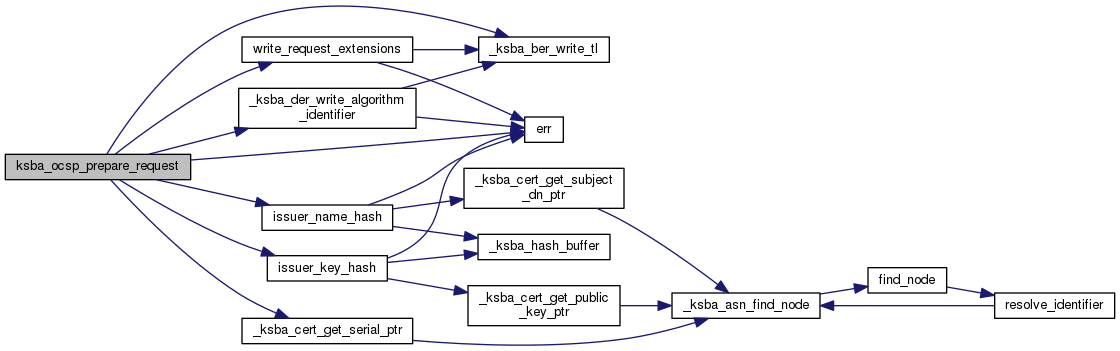 ksba_ocsp_prepare_request
write_request_extensions
_ksba_ber_write_tl
_ksba_der_write_algorithm
_identifier
err
issuer_name_hash
_ksba_cert_get_subject
_dn_ptr
_ksba_hash_buffer
issuer_key_hash
_ksba_cert_get_public
_key_ptr
_ksba_cert_get_serial_ptr
_ksba_asn_find_node
find_node
resolve_identifier